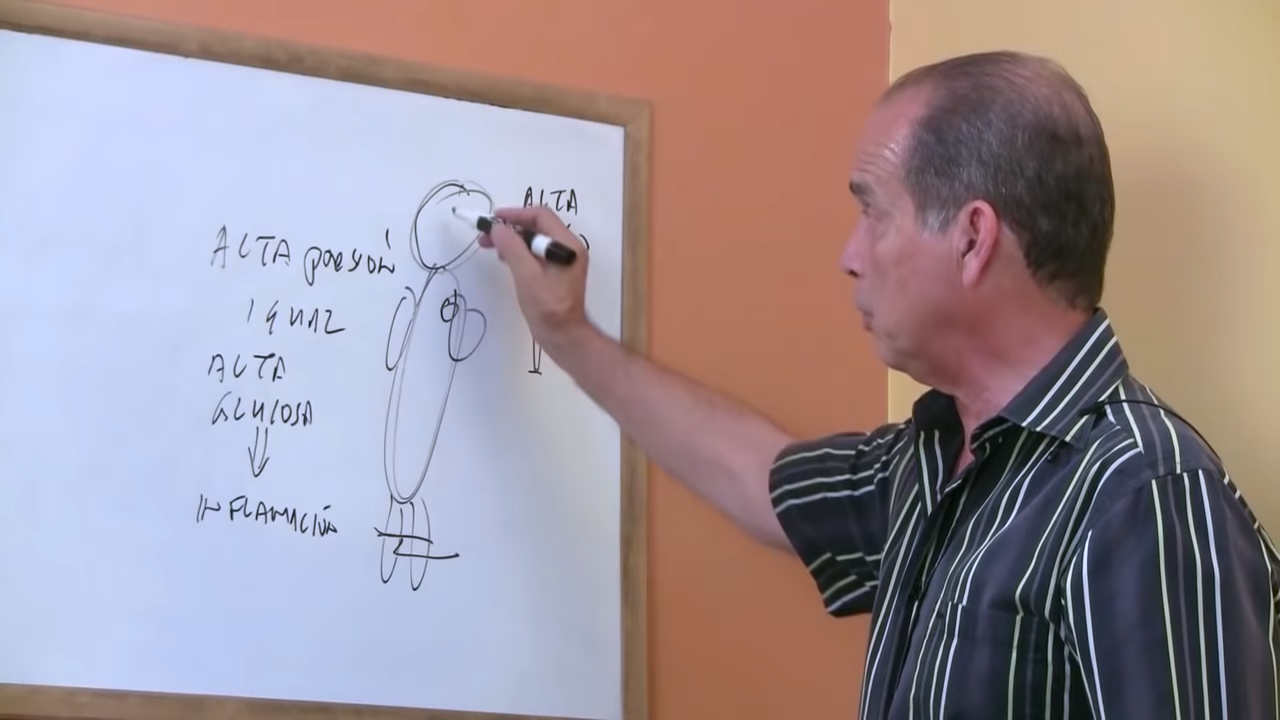 ALTA PRESIÓN
IGUAL
ALTA
GLUCOSA
INFLAMACIÓN
ALTA